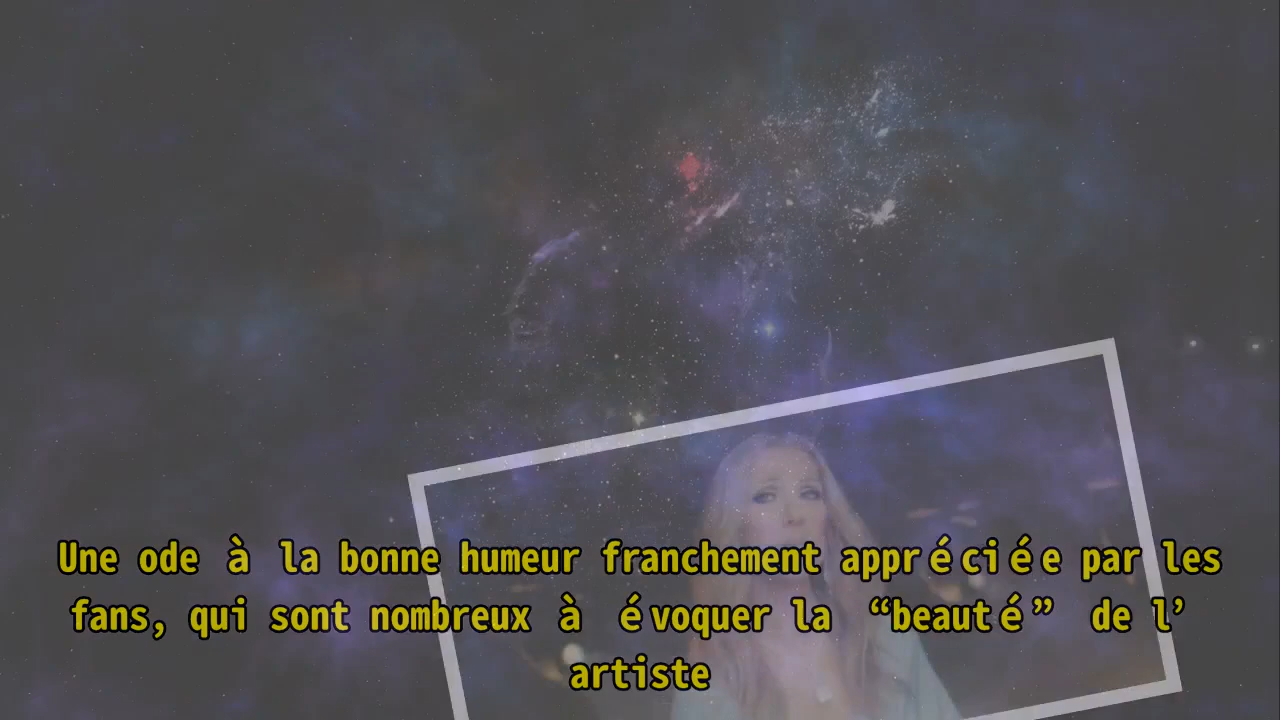 Une ode à la bonne humeur franchement appréciée par les
fans, qui sont nombreux à évoquer la “beauté” de l’
artiste